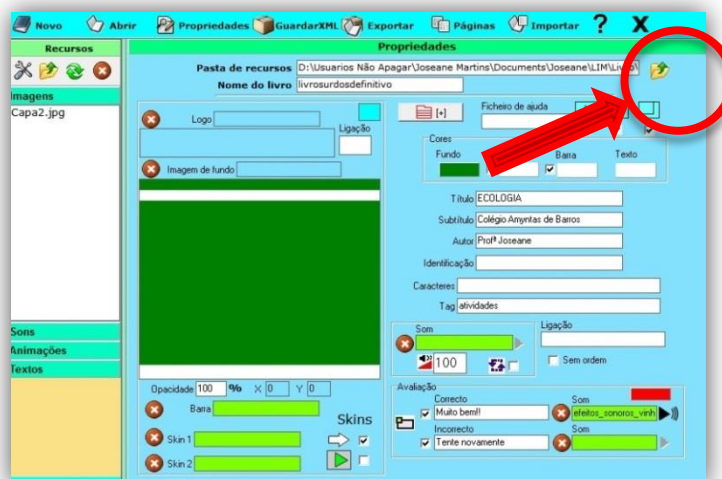 Novo Abrir Propriedades GuardarXML Exportar Páginas Importar ? X
Recursos
Propriedades
Pasta de recursos D:\Usuarios Não Apagar\Joseane Martins\Documents\Joseane\LIM\Livro\
Nome do livro livrosurdosdefinitivo
Imagens
Capa2.jpg
Logo
Ligação
Imagem de fundo
[+]
Ficheiro de ajuda
Cores
Fundo
Barra
Texto
Título ECOLOGIA
Subtítulo Colégio Amyntas de Barros
Autor Profª Joseane
Identificação
Caracteres
Tag atividades
Sons
Animações
Textos
Som
100
Ligação
Sem ordem
Opacidade 100 % X 0 Y 0
Barra
Skins
Skin 1
Skin 2
Avaliação
Correcto
Muito bem!!
Som
efeitos_sonoros_vinh
Incorrecto
Tente novamente
Som